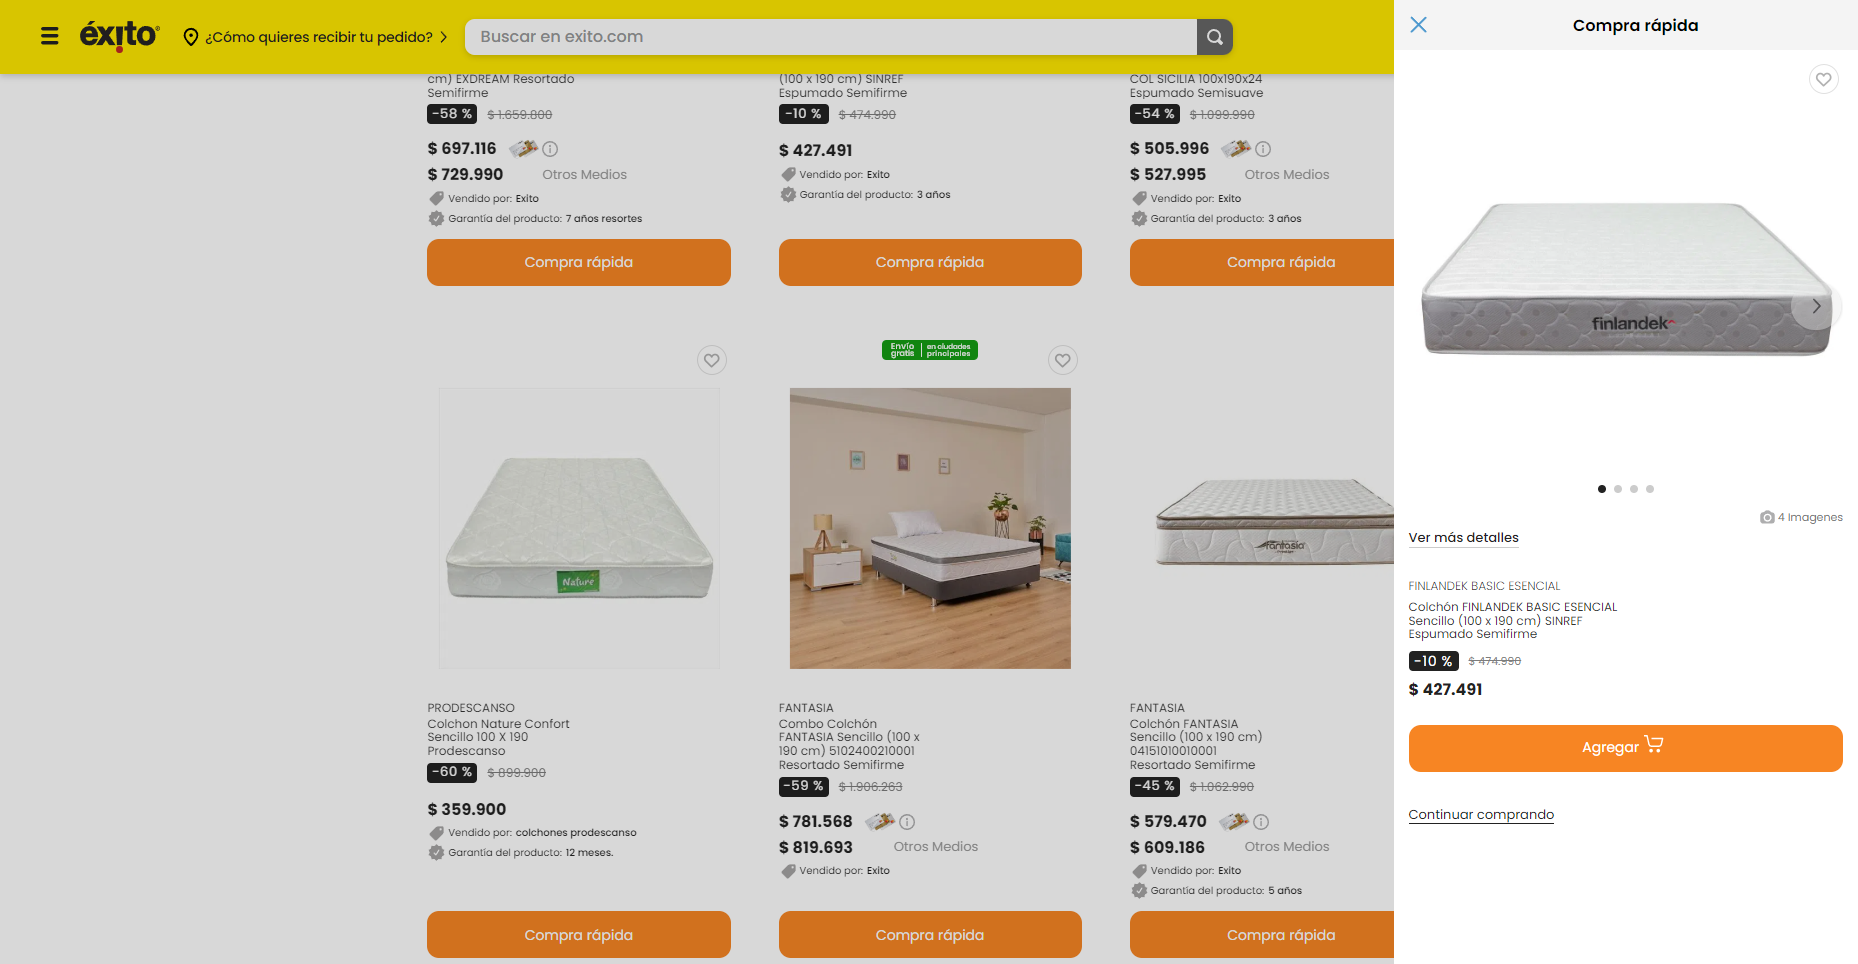 éxito
¿Cómo quieres recibir tu pedido?
Buscar en exito.com
cm) EXDREAM Resortado
Semifirme
-58 % $ 1.659.800
$ 697.116
$ 729.990 Otros Medios
Vendido por: Exito
Garantía del producto: 7 años resortes
Compra rápida
(100 x 190 cm) SINREF
Espumado Semifirme
-10 % $ 474.990
$ 427.491
Vendido por: Exito
Garantía del producto: 3 años
Compra rápida
COL SICILIA 100x190x24
Espumado Semisuave
-54 % $ 1.099.990
$ 505.996
$ 527.995 Otros Medios
Vendido por: Exito
Garantía del producto: 3 años
Compra rápida
Nature
PRODESCANSO
Colchon Nature Confort
Sencillo 100 X 190
Prodescanso
-60 % $ 899.900
$ 359.900
Vendido por: colchones prodescanso
Garantía del producto: 12 meses.
Compra rápida
Envío gratis | en ciudades principales
FANTASIA
Combo Colchón
FANTASIA Sencillo (100 x
190 cm) 5102400210001
Resortado Semifirme
-59 % $ 1.906.263
$ 781.568
$ 819.693 Otros Medios
Vendido por: Exito
Compra rápida
fantasía
FANTASIA
Colchón FANTASIA
Sencillo (100 x 190 cm)
04151010010001
Resortado Semifirme
-45 % $ 1.062.990
$ 579.470
$ 609.186 Otros Medios
Vendido por: Exito
Garantía del producto: 5 años
Compra rápida
Compra rápida
finlandek
4 Imagenes
Ver más detalles
FINLANDEK BASIC ESENCIAL
Colchón FINLANDEK BASIC ESENCIAL
Sencillo (100 x 190 cm) SINREF
Espumado Semifirme
-10 % $ 474.990
$ 427.491
Agregar
Continuar comprando